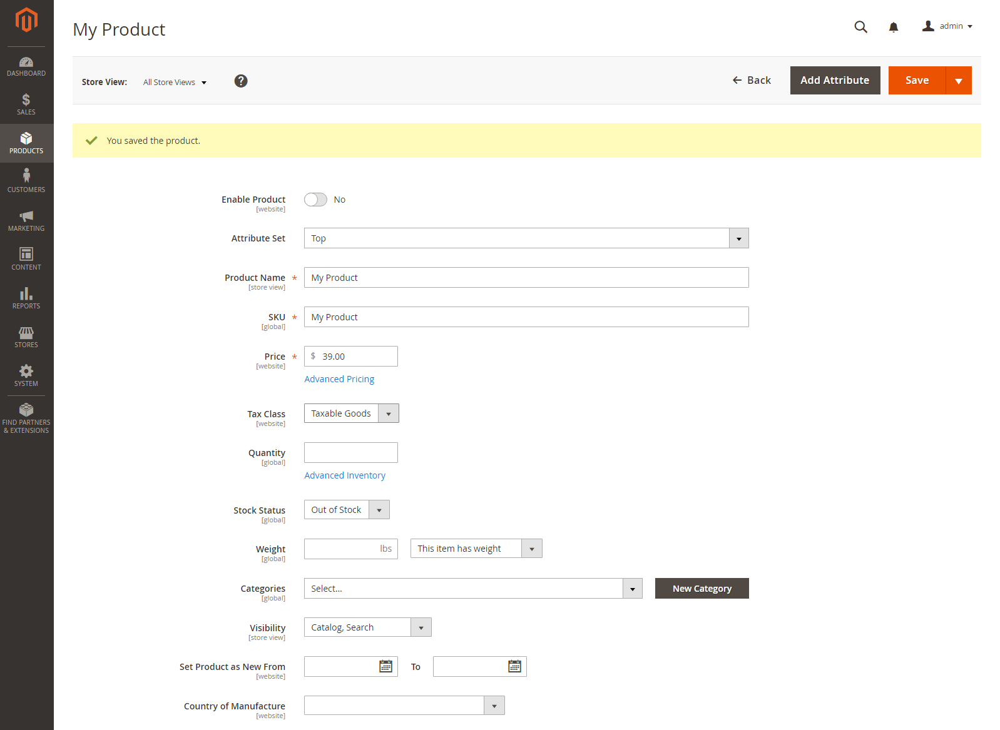 My Product
admin
DASHBOARD
SALES
PRODUCTS
CUSTOMERS
MARKETING
CONTENT
REPORTS
STORES
SYSTEM
FIND PARTNERS
& EXTENSIONS
Store View: All Store Views ?
Back
Add Attribute
Save
You saved the product.
Enable Product No
[website]
Attribute Set Top
Product Name * My Product
[store view]
SKU * My Product
[global]
Price * $ 39.00
[website]
Advanced Pricing
Tax Class Taxable Goods
[website]
Quantity
[global]
Advanced Inventory
Stock Status Out of Stock
[global]
Weight lbs This item has weight
[global]
Categories Select... New Category
[global]
Visibility Catalog, Search
[store view]
Set Product as New From To
[website]
Country of Manufacture
[website]